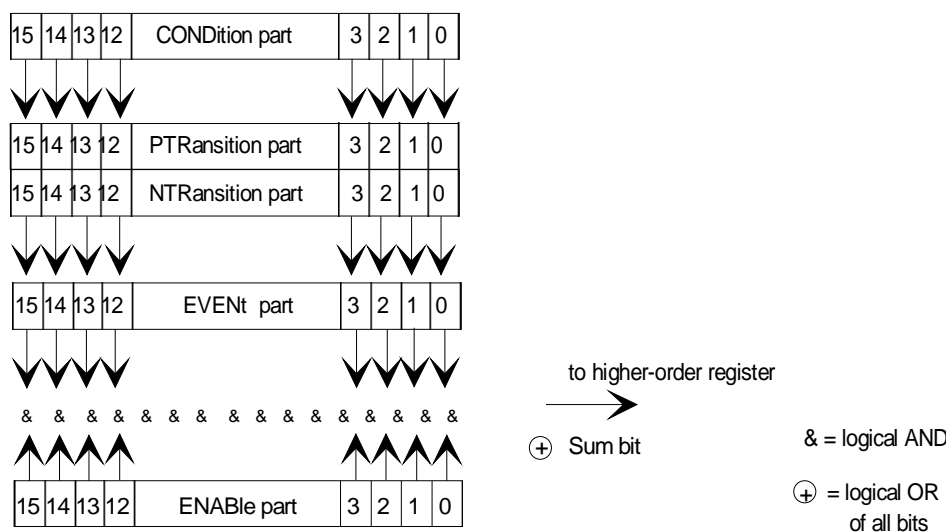 15 14 13 12 CONDition part 3 2 1 0
15 14 13 12 PTRansition part 3 2 1 0
15 14 13 12 NTRansition part 3 2 1 0
15 14 13 12 EVENt part 3 2 1 0
to higher-order register
& & & & & & & & & & & & & & & &
+ Sum bit
& = logical AND
15 14 13 12 ENABle part 3 2 1 0
+ = logical OR
of all bits